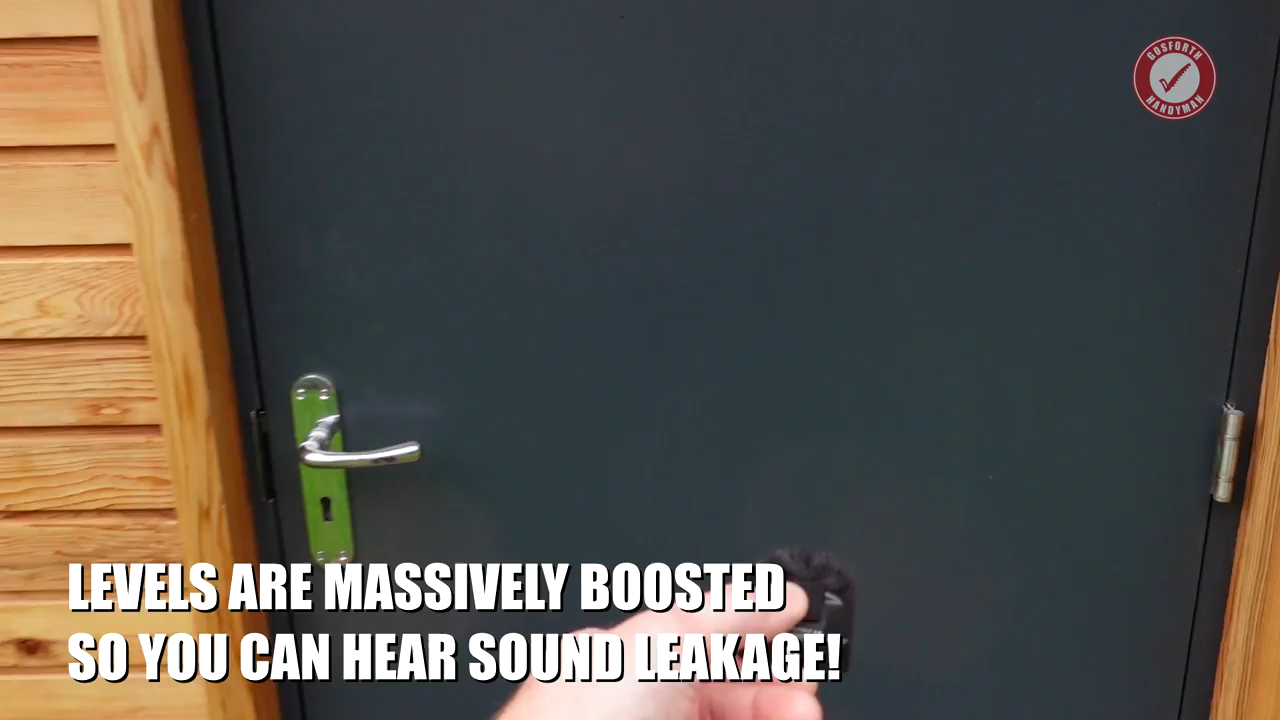 GOSFORTH
HANDYMAN
LEVELS ARE MASSIVELY BOOSTED
SO YOU CAN HEAR SOUND LEAKAGE!